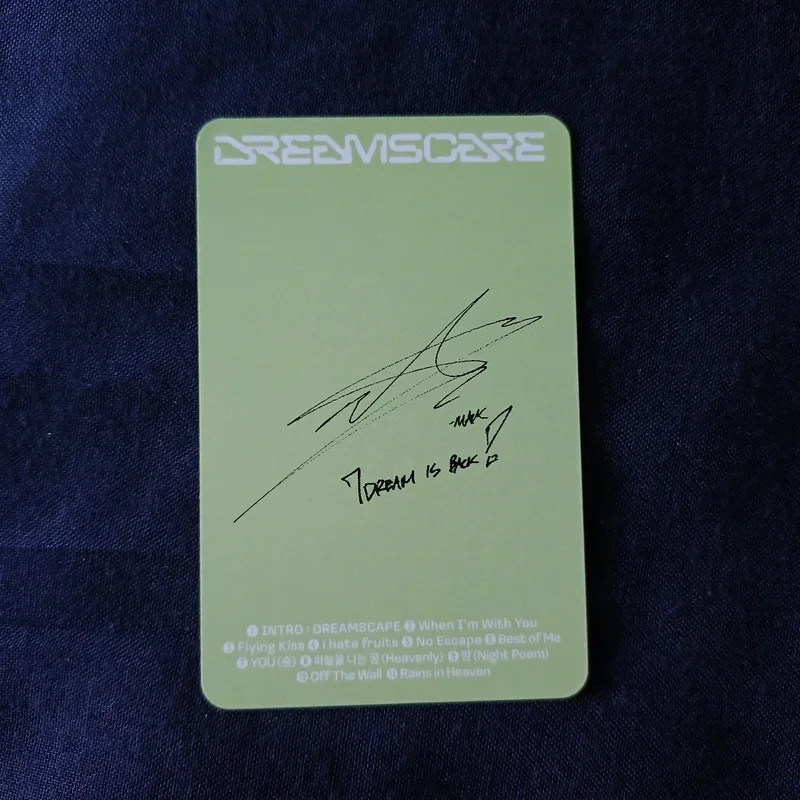 DREAMSCAPE
-MARK
7DREAM IS BACK!
❶ INTRO : DREAMSCAPE ❷ When I'm With You
❸ Flying Kiss ❹ i hate fruits ❺ No Escape ❻ Best of Me
❼ YOU(숨) ❽ 하늘을 나는 꿈(Heavenly) ❾ 밤(Night Poem)
❿ Off The Wall ⓫ Rains in Heaven